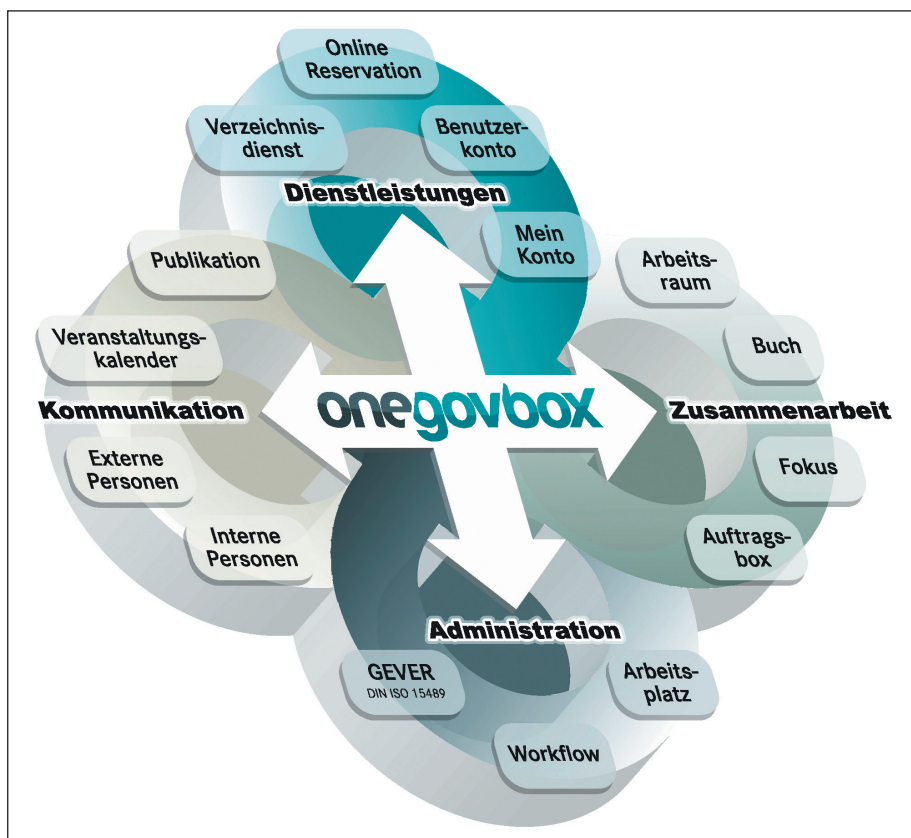 Online
Reservation
Verzeichnis-
dienst
Benutzer-
konto
Dienstleistungen
Mein
Konto
Publikation
Veranstaltungs-
kalender
Kommunikation
Externe
Personen
Interne
Personen
onegovbox
Arbeits-
raum
Buch
Zusammenarbeit
Fokus
Auftrags-
box
Administration
GEVER
DIN ISO 15489
Workflow
Arbeits-
platz